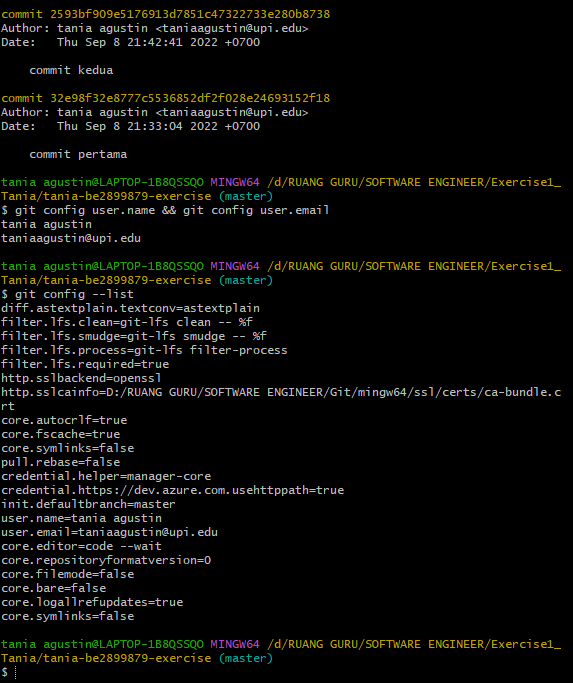 commit 2593bf909e5176913d7851c47322733e280b8738
Author: tania agustin <taniaagustin@upi.edu>
Date:   Thu Sep 8 21:42:41 2022 +0700
    commit kedua
commit 32e98f32e8777c5536852df2f028e24693152f18
Author: tania agustin <taniaagustin@upi.edu>
Date:   Thu Sep 8 21:33:04 2022 +0700
    commit pertama
tania agustin@LAPTOP-1B8QSSQO MINGW64 /d/RUANG GURU/SOFTWARE ENGINEER/Exercise1_
Tania/tania-be2899879-exercise (master)
$ git config user.name && git config user.email
tania agustin
taniaagustin@upi.edu
tania agustin@LAPTOP-1B8QSSQO MINGW64 /d/RUANG GURU/SOFTWARE ENGINEER/Exercise1_
Tania/tania-be2899879-exercise (master)
$ git config --list
diff.astextplain.textconv=astextplain
filter.lfs.clean=git-lfs clean -- %f
filter.lfs.smudge=git-lfs smudge -- %f
filter.lfs.process=git-lfs filter-process
filter.lfs.required=true
http.sslbackend=openssl
http.sslcainfo=D:/RUANG GURU/SOFTWARE ENGINEER/Git/mingw64/ssl/certs/ca-bundle.c
rt
core.autocrlf=true
core.fscache=true
core.symlinks=false
pull.rebase=false
credential.helper=manager-core
credential.https://dev.azure.com.usehttppath=true
init.defaultbranch=master
user.name=tania agustin
user.email=taniaagustin@upi.edu
core.editor=code --wait
core.repositoryformatversion=0
core.filemode=false
core.bare=false
core.logallrefupdates=true
core.symlinks=false
tania agustin@LAPTOP-1B8QSSQO MINGW64 /d/RUANG GURU/SOFTWARE ENGINEER/Exercise1_
Tania/tania-be2899879-exercise (master)
$